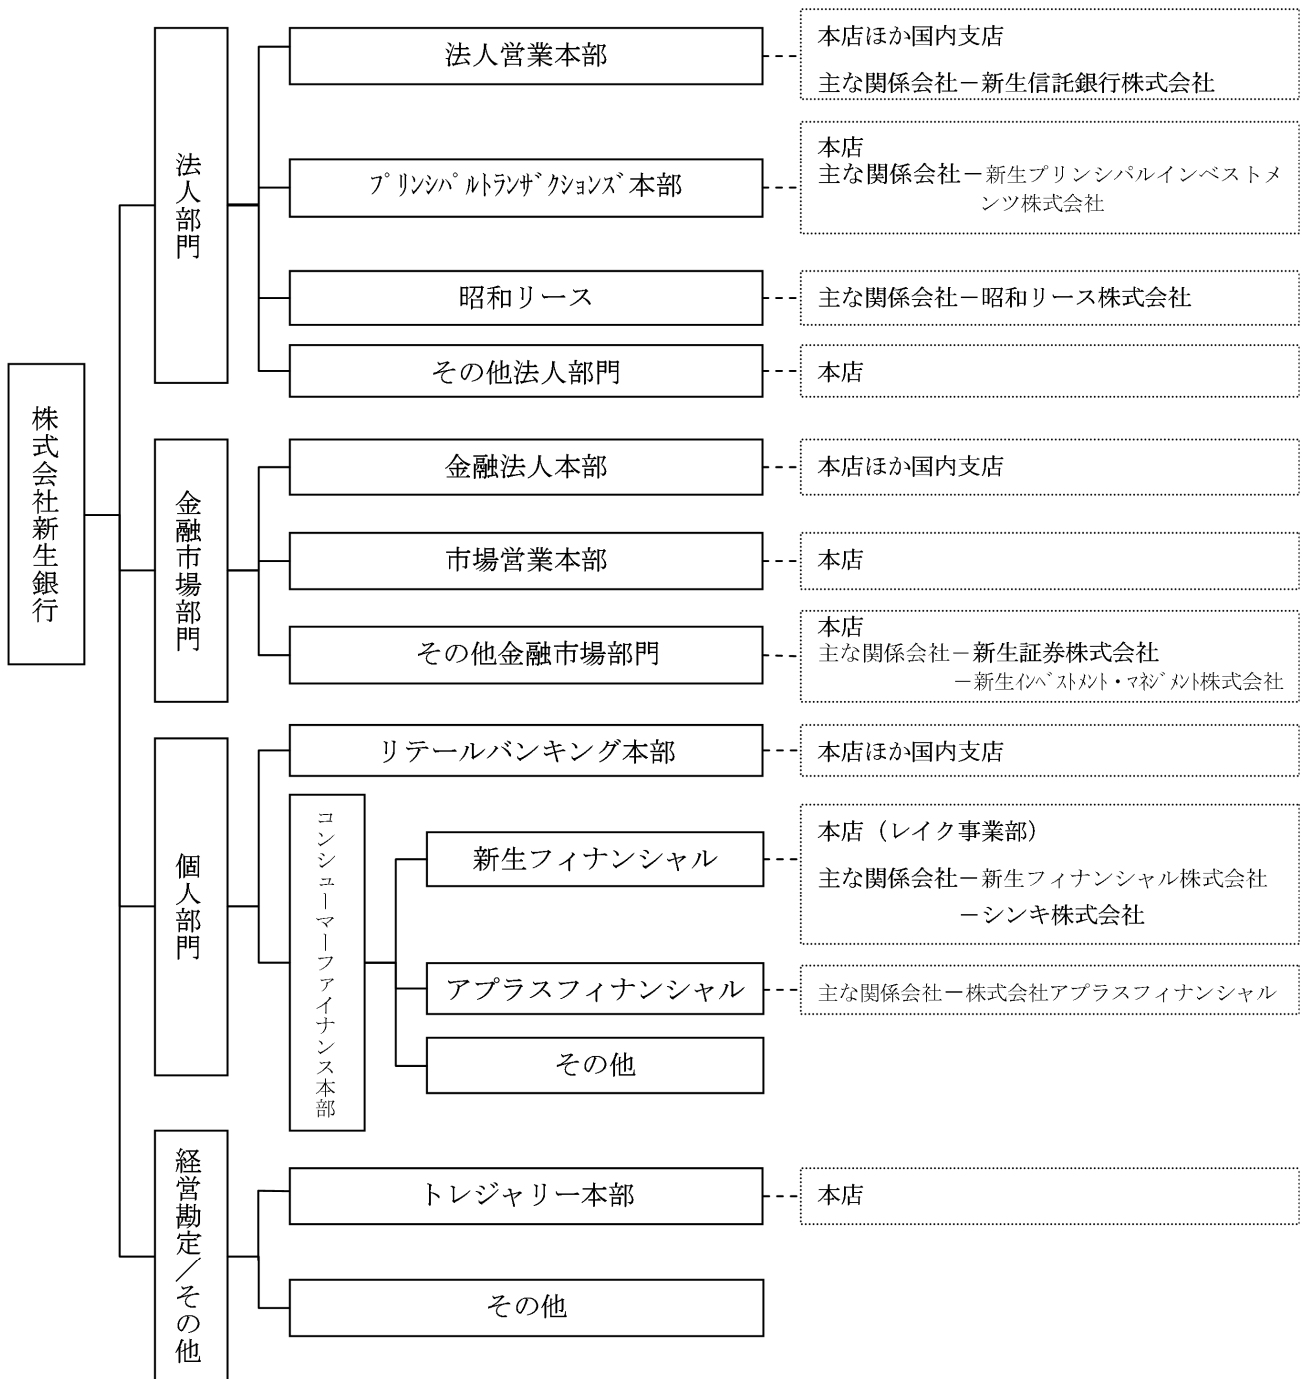 株式会社新生銀行
法人部門
法人営業本部
本店ほか国内支店
主な関係会社－新生信託銀行株式会社
ﾌﾟﾘﾝｼﾊﾟﾙﾄﾗﾝｻﾞｸｼｮﾝｽﾞ本部
本店
主な関係会社－新生プリンシパルインベストメ
ンツ株式会社
昭和リース
主な関係会社－昭和リース株式会社
その他法人部門
本店
金融市場部門
金融法人本部
本店ほか国内支店
市場営業本部
本店
その他金融市場部門
本店
主な関係会社－新生証券株式会社
－新生ｲﾝﾍﾞｽﾄﾒﾝﾄ・ﾏﾈｼﾞﾒﾝﾄ株式会社
個人部門
リテールバンキング本部
本店ほか国内支店
コンシューマーファイナンス本部
新生フィナンシャル
本店（レイク事業部）
主な関係会社－新生フィナンシャル株式会社
－シンキ株式会社
アプラスフィナンシャル
主な関係会社－株式会社アプラスフィナンシャル
その他
経営勘定／その他
トレジャリー本部
本店
その他